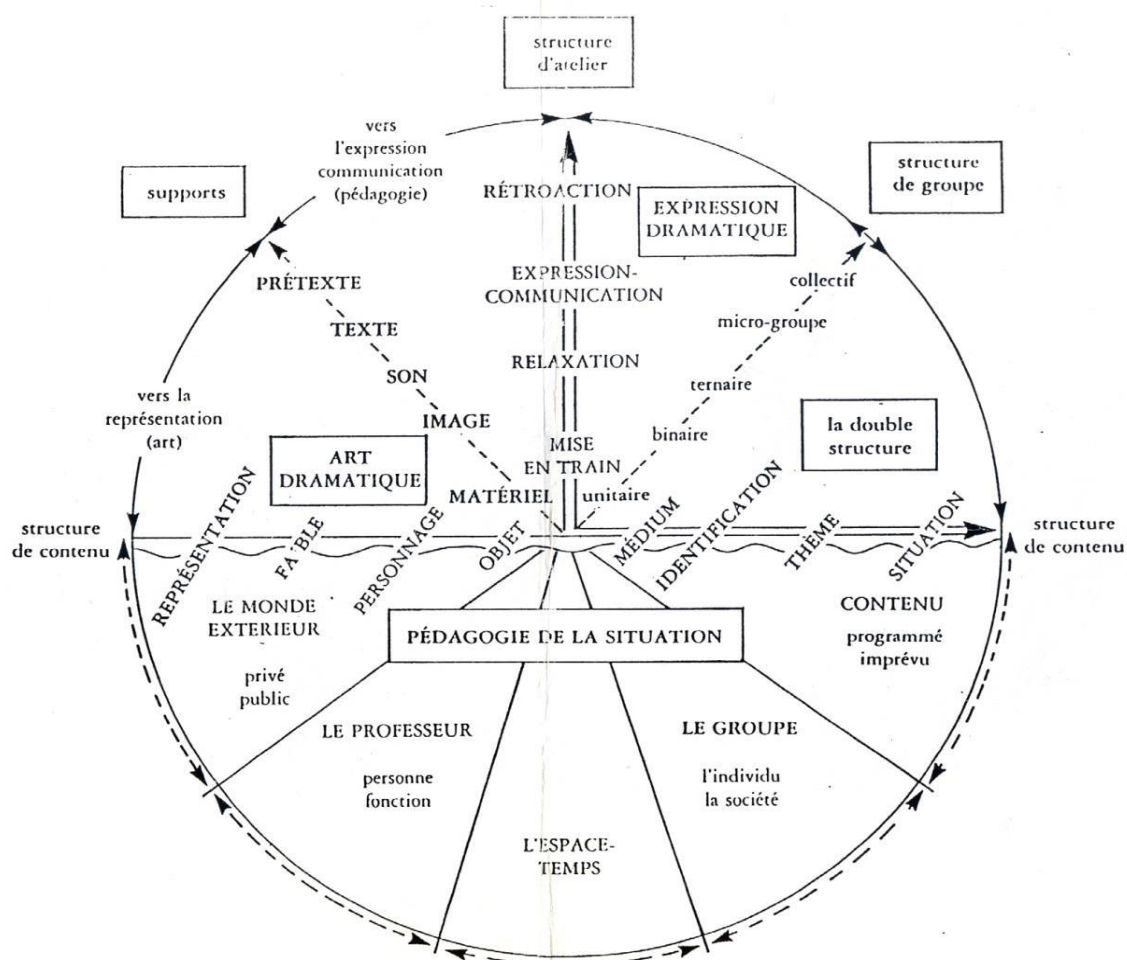 structure
d'atelier
vers
l'expression
communication
(pédagogie)
supports
structure
de groupe
RÉTROACTION
EXPRESSION
DRAMATIQUE
PRÉTEXTE
EXPRESSION-
COMMUNICATION
collectif
micro-groupe
TEXTE
RELAXATION
SON
ternaire
vers la
représentation
(art)
IMAGE
binaire
la double
structure
ART
DRAMATIQUE
MISE
EN TRAIN
MATÉRIEL
unitaire
structure
de contenu
REPRÉSENTATION
FABLE
PERSONNAGE
OBJET
MÉDIUM
IDENTIFICATION
THÈME
SITUATION
structure
de contenu
LE MONDE
EXTERIEUR
privé
public
PÉDAGOGIE DE LA SITUATION
CONTENU
programmé
imprévu
LE PROFESSEUR
personne
fonction
LE GROUPE
l'individu
la société
L'ESPACE-
TEMPS